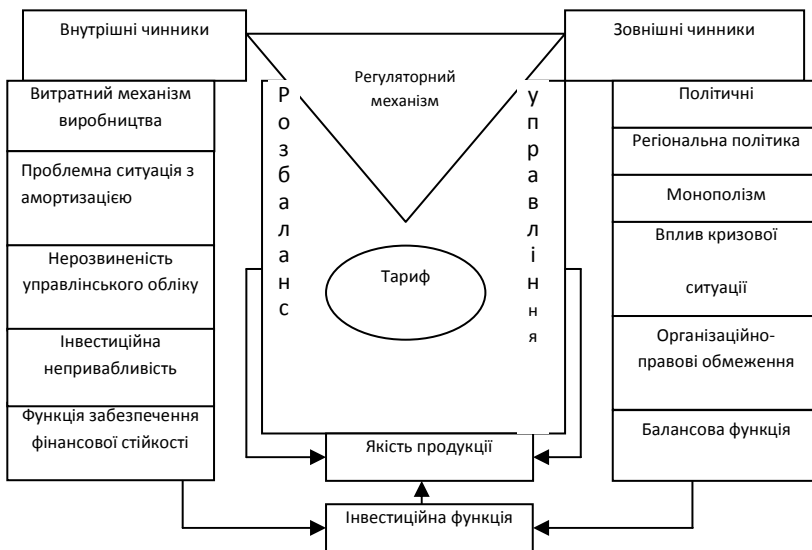 Внутрішні чинники
Зовнішні чинники
Регуляторний
механізм
Розбаланс
управління
Тариф
Витратний механізм
виробництва
Проблемна ситуація з
амортизацією
Нерозвиненість
управлінського обліку
Інвестиційна
непривабливість
Функція забезпечення
фінансової стійкості
Політичні
Регіональна політика
Монополізм
Вплив кризової
ситуації
Організаційно-
правові обмеження
Балансова функція
Якість продукції
Інвестиційна функція